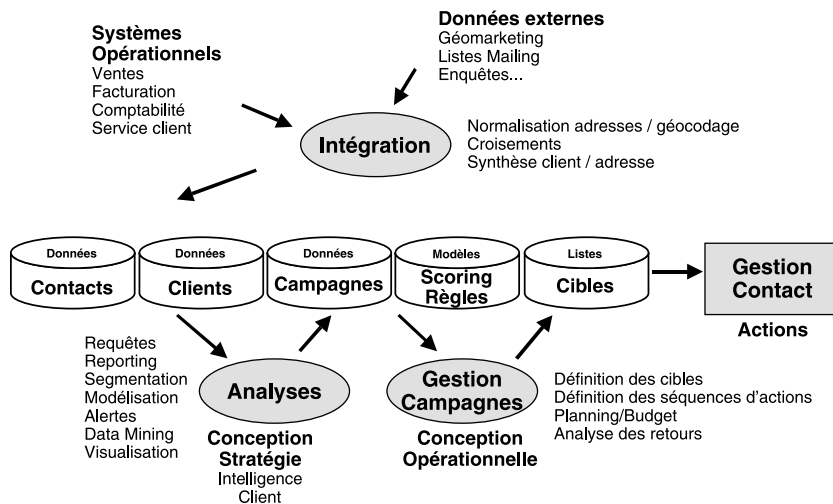 Systèmes
Opérationnels
Ventes
Facturation
Comptabilité
Service client
Données externes
Géomarketing
Listes Mailing
Enquêtes...
Intégration
Normalisation adresses / géocodage
Croisements
Synthèse client / adresse
Données
Contacts
Données
Clients
Données
Campagnes
Modèles
Scoring
Règles
Listes
Cibles
Gestion
Contact
Actions
Requêtes
Reporting
Segmentation
Modélisation
Alertes
Data Mining
Visualisation
Analyses
Conception
Stratégie
Intelligence
Client
Gestion
Campagnes
Conception
Opérationnelle
Définition des cibles
Définition des séquences d'actions
Planning/Budget
Analyse des retours